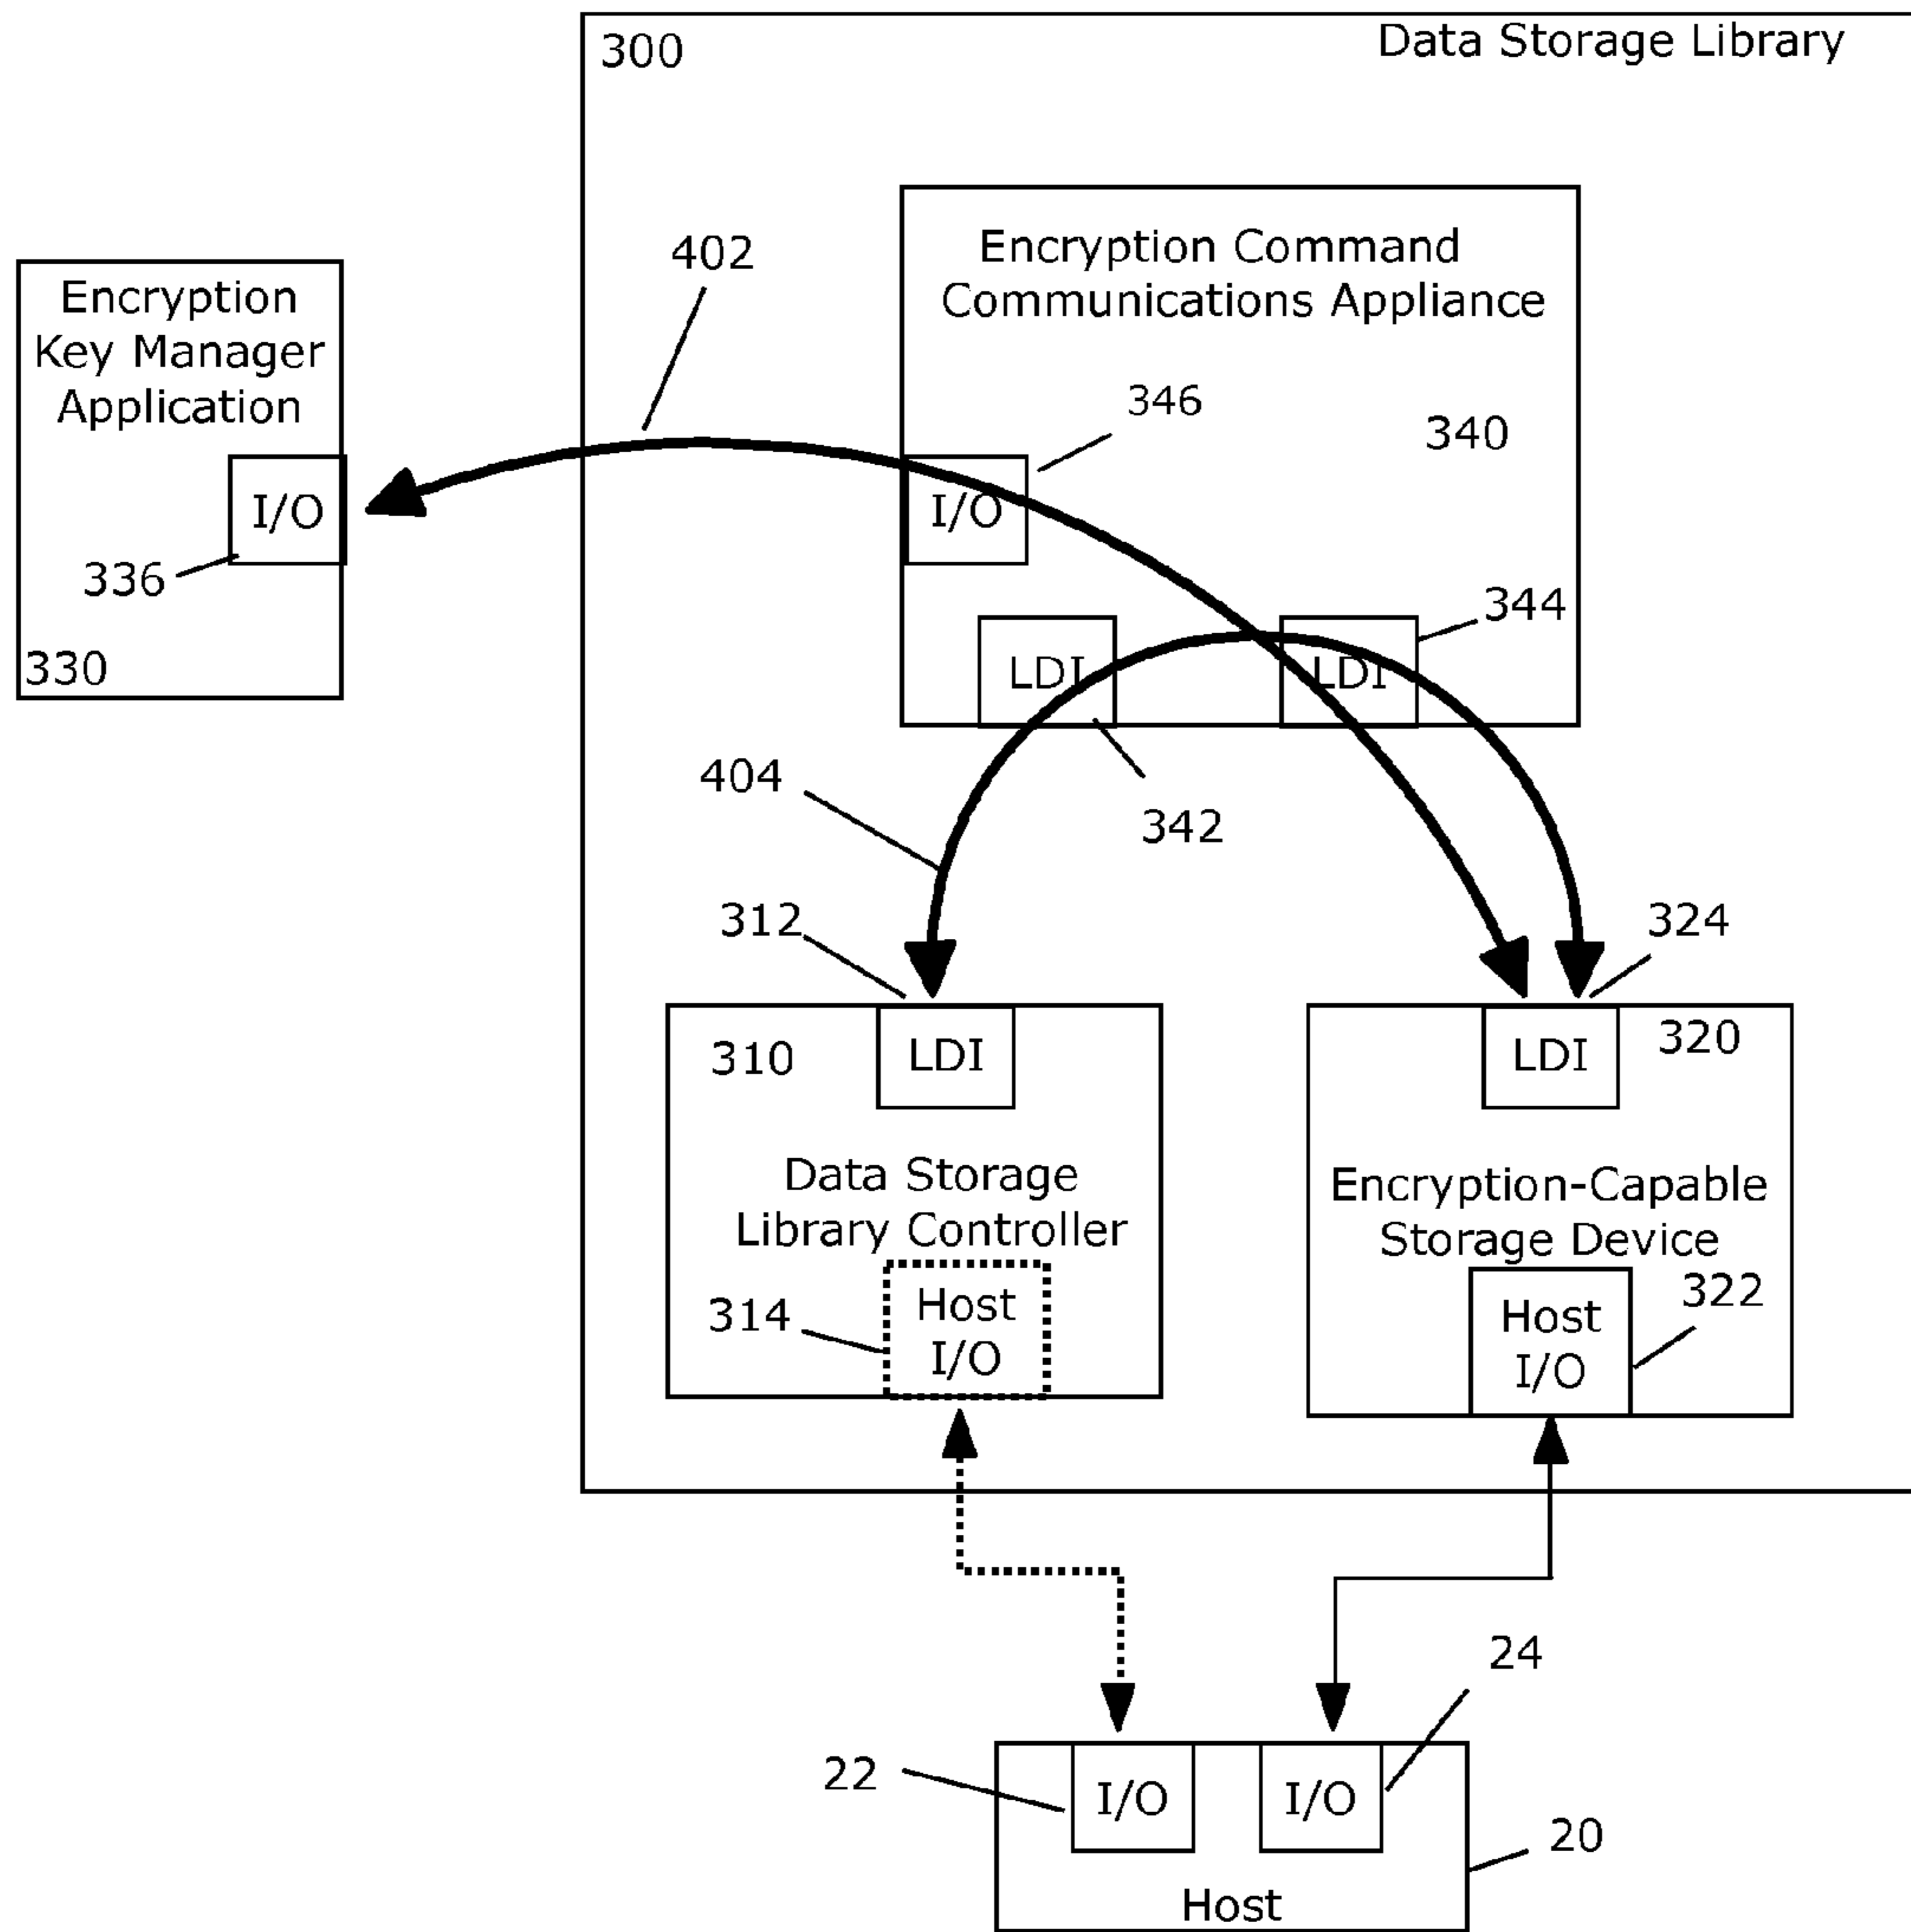 300
Data Storage Library
Encryption Command
Communications Appliance
402
Encryption
Key Manager
Application
346
340
I/O
I/O
336
344
330
LDI
LDI
404
342
312
324
310
LDI
LDI
320
Data Storage
Library Controller
Encryption-Capable
Storage Device
314
Host
I/O
Host
I/O
322
24
22
I/O
I/O
20
Host